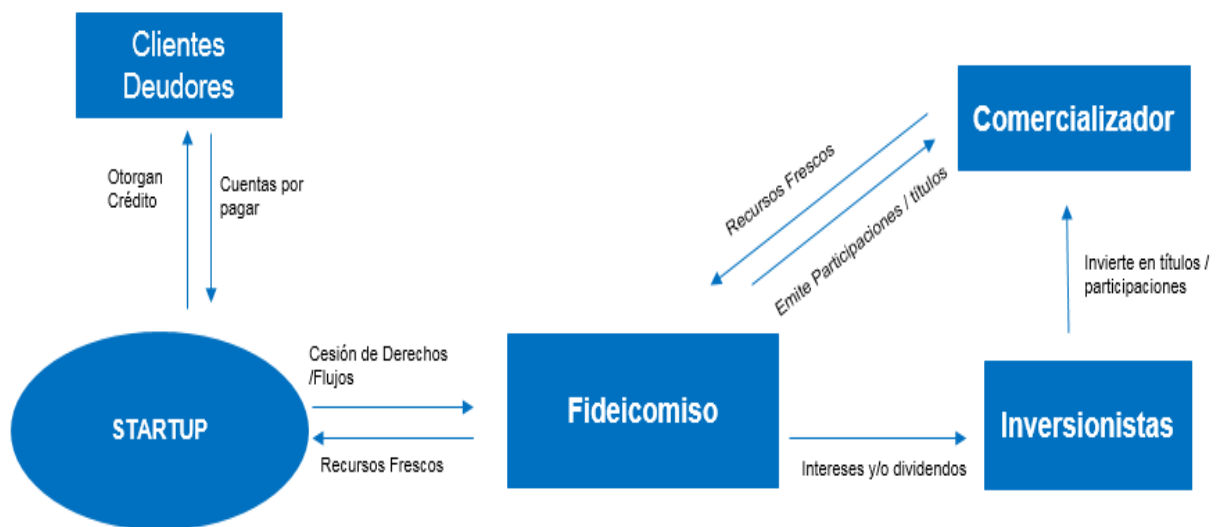 Clientes
Deudores
Comercializador
Otorgan
Crédito
Cuentas por
pagar
Recursos Frescos
Emite Participaciones / títulos
Invierte en títulos /
participaciones
Cesión de Derechos
/Flujos
STARTUP
Recursos Frescos
Fideicomiso
Intereses y/o dividendos
Inversionistas